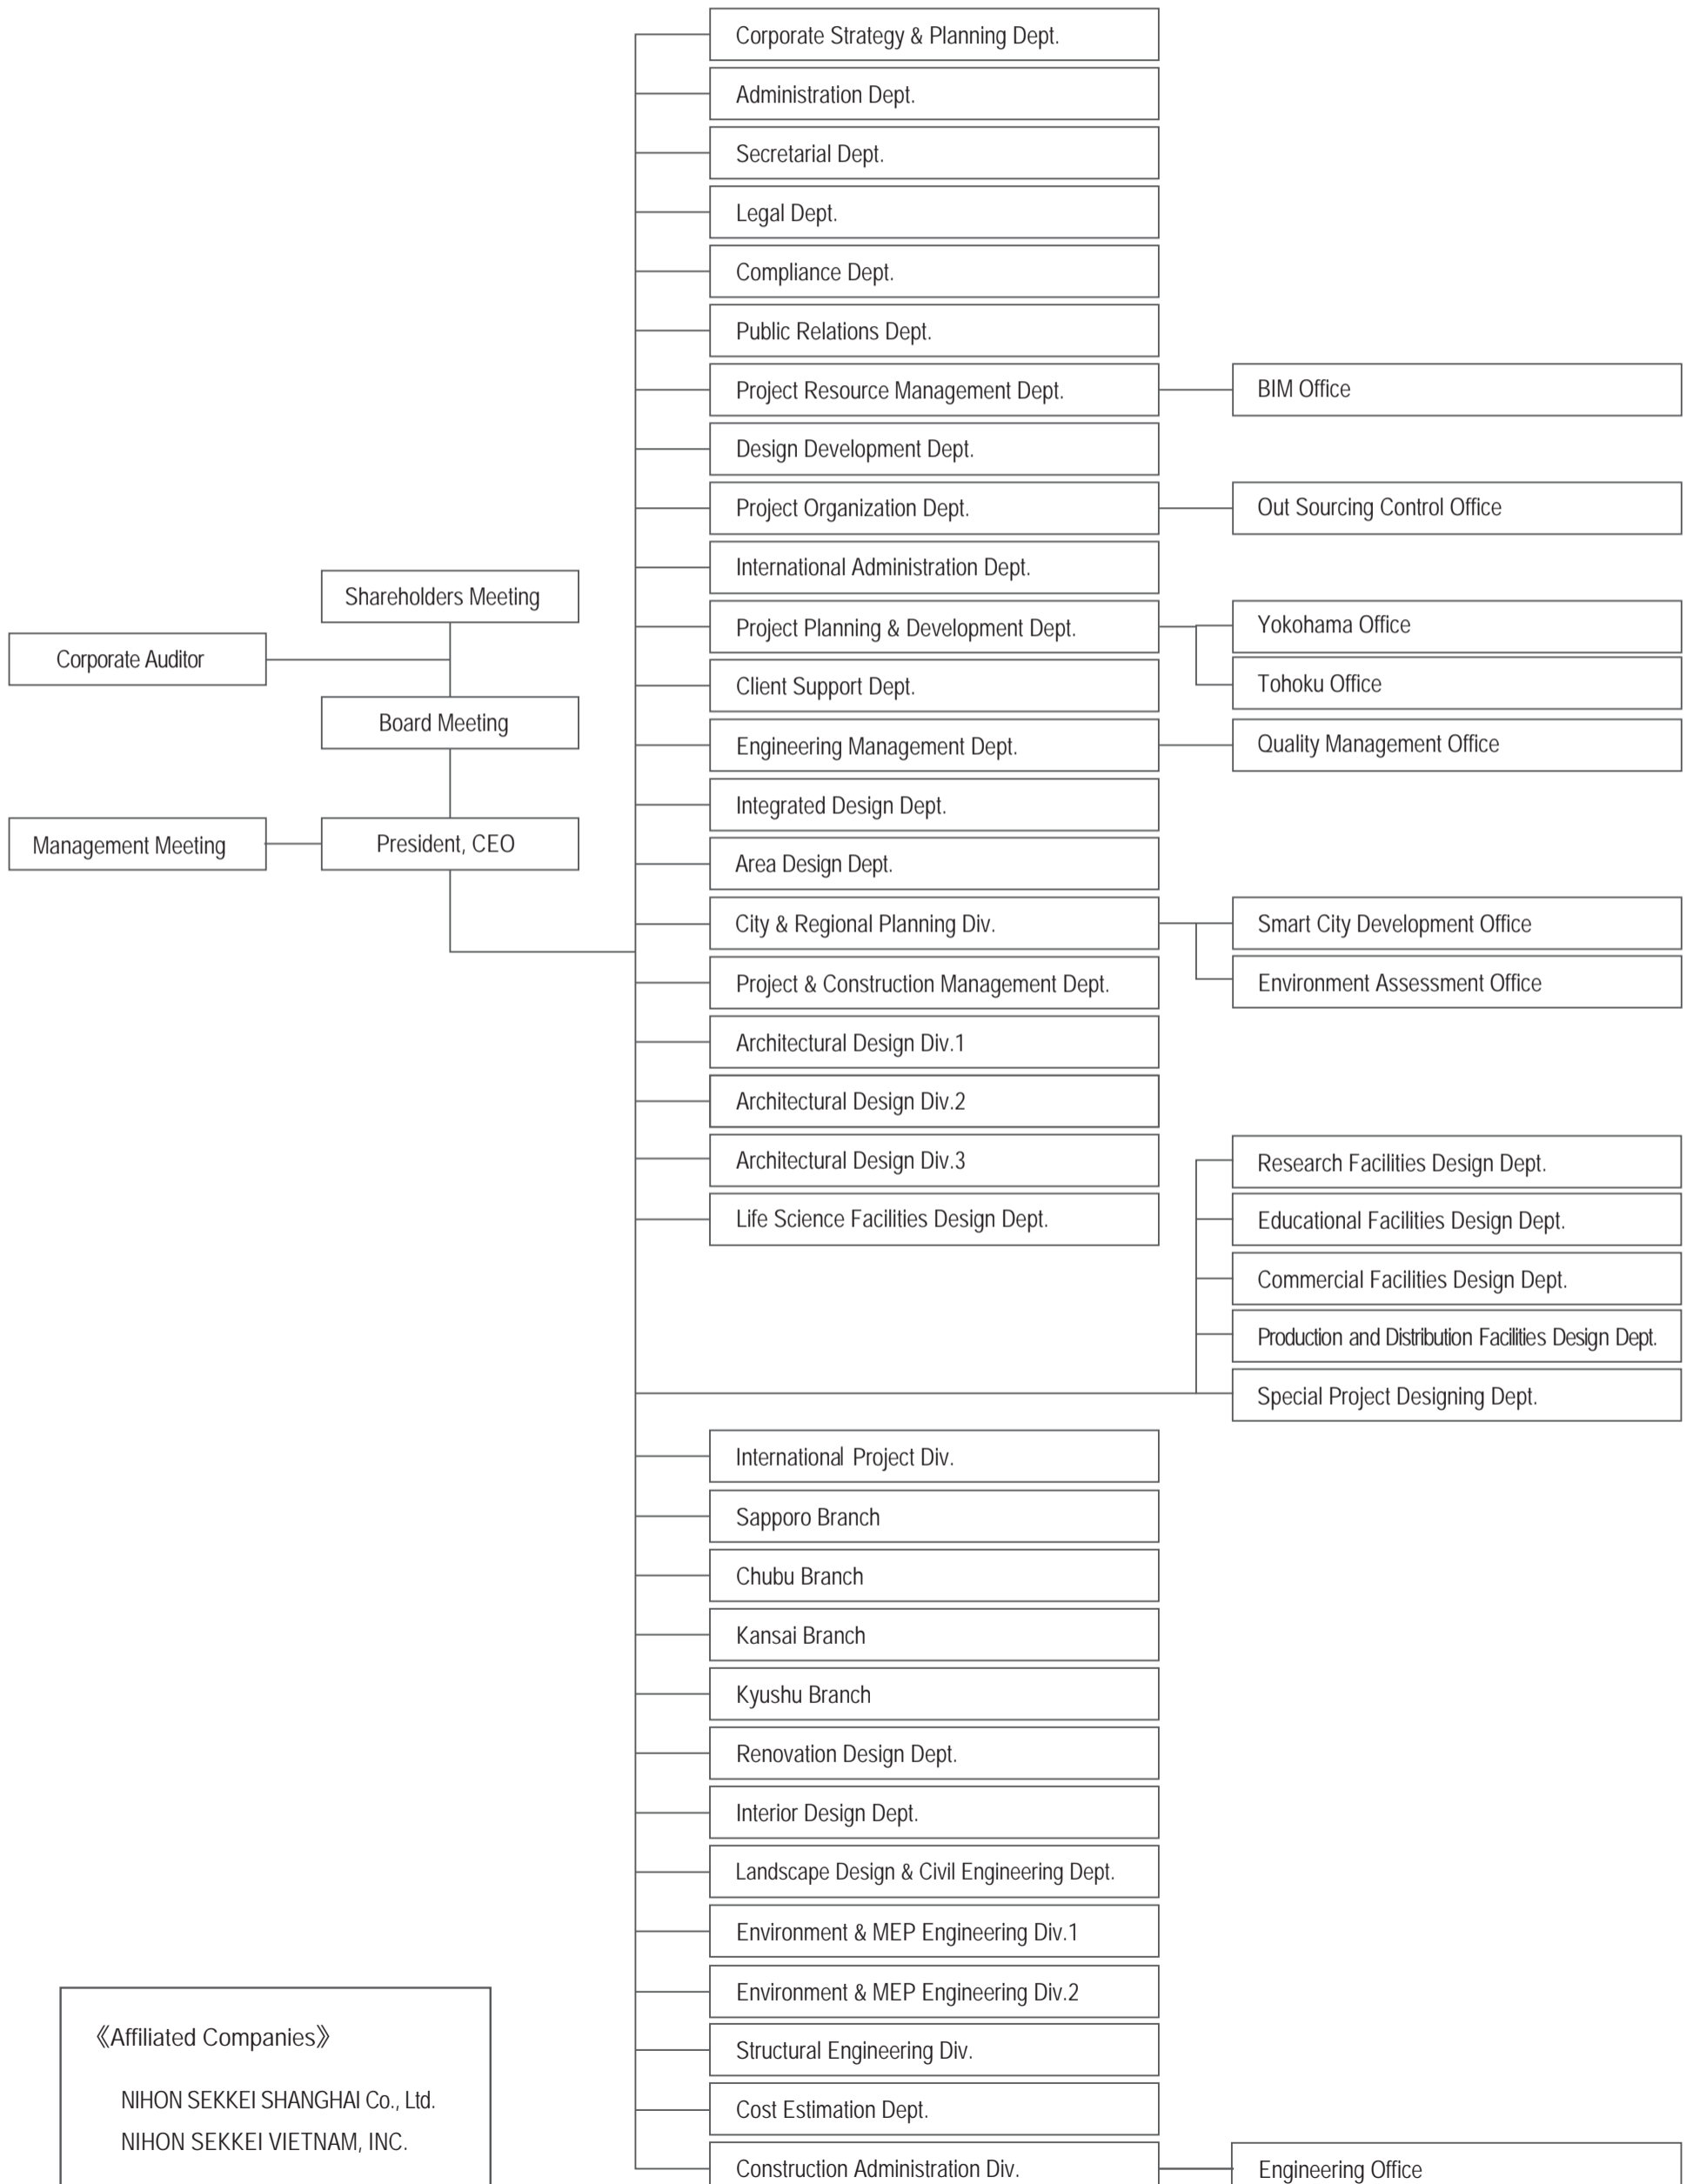 Corporate Strategy & Planning Dept.
Administration Dept.
Secretarial Dept.
Legal Dept.
Compliance Dept.
Public Relations Dept.
Project Resource Management Dept.
BIM Office
Design Development Dept.
Project Organization Dept.
Out Sourcing Control Office
International Administration Dept.
Shareholders Meeting
Project Planning & Development Dept.
Yokohama Office
Corporate Auditor
Client Support Dept.
Tohoku Office
Board Meeting
Engineering Management Dept.
Quality Management Office
Integrated Design Dept.
Management Meeting
President, CEO
Area Design Dept.
City & Regional Planning Div.
Smart City Development Office
Project & Construction Management Dept.
Environment Assessment Office
Architectural Design Div.1
Architectural Design Div.2
Architectural Design Div.3
Research Facilities Design Dept.
Life Science Facilities Design Dept.
Educational Facilities Design Dept.
Commercial Facilities Design Dept.
Production and Distribution Facilities Design Dept.
Special Project Designing Dept.
International Project Div.
Sapporo Branch
Chubu Branch
Kansai Branch
Kyushu Branch
Renovation Design Dept.
Interior Design Dept.
Landscape Design & Civil Engineering Dept.
Environment & MEP Engineering Div.1
Environment & MEP Engineering Div.2
Structural Engineering Div.
Cost Estimation Dept.
Construction Administration Div.
Engineering Office
《Affiliated Companies》
NIHON SEKKEI SHANGHAI Co., Ltd.
NIHON SEKKEI VIETNAM, INC.